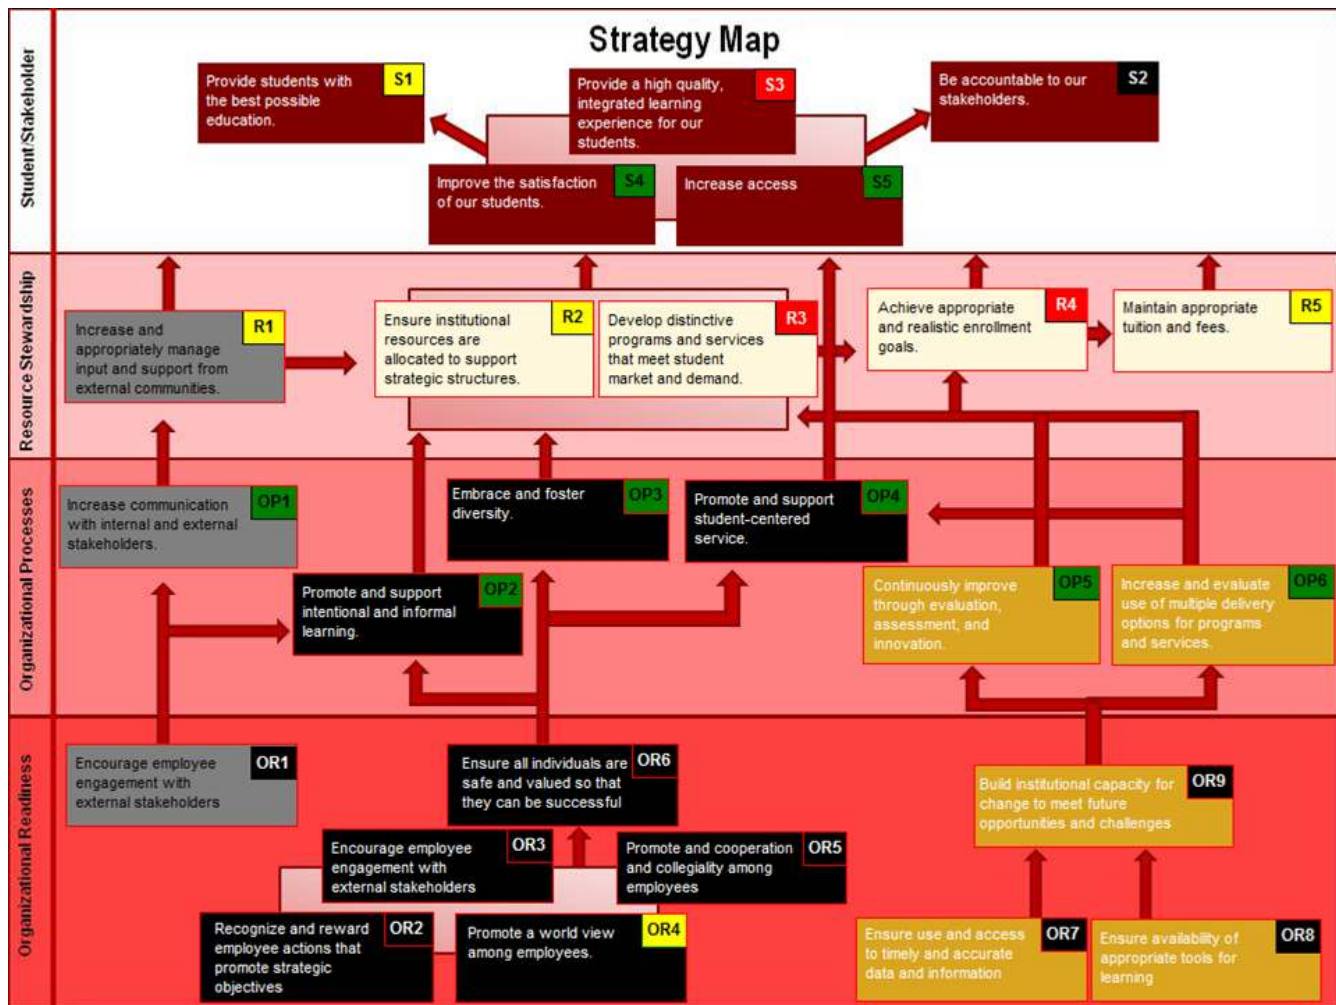 Strategy Map
Student/Stakeholder
Provide students with
the best possible
education.
S1
Provide a high quality,
integrated learning
experience for our
students.
S3
Be accountable to our
stakeholders.
S2
Improve the satisfaction
of our students.
S4
Increase access
S5
Resource Stewardship
Increase and
appropriately manage
input and support from
external communities.
R1
Ensure institutional
resources are
allocated to support
strategic structures.
R2
Develop distinctive
programs and services
that meet student
market and demand.
R3
Achieve appropriate
and realistic enrollment
goals.
R4
Maintain appropriate
tuition and fees.
R5
Organizational Processes
Increase communication
with internal and external
stakeholders.
OP1
Embrace and foster
diversity.
OP3
Promote and support
student-centered
service.
OP4
Promote and support
intentional and informal
learning.
OP2
Continuously improve
through evaluation,
assessment, and
innovation.
OP5
Increase and evaluate
use of multiple delivery
options for programs
and services.
OP6
Organizational Readiness
Encourage employee
engagement with
external stakeholders
OR1
Ensure all individuals are
safe and valued so that
they can be successful
OR6
Build institutional capacity for
change to meet future
opportunities and challenges
OR9
Encourage employee
engagement with
external stakeholders
OR3
Promote and cooperation
and collegiality among
employees
OR5
Recognize and reward
employee actions that
promote strategic
objectives
OR2
Promote a world view
among employees.
OR4
Ensure use and access
to timely and accurate
data and information
OR7
Ensure availability of
appropriate tools for
learning
OR8